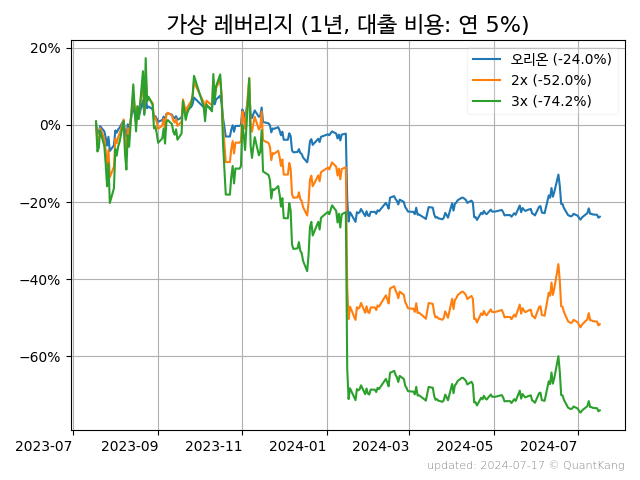 가상 레버리지 (1년, 대출 비용: 연 5%)
20%
0%
−20%
−40%
−60%
오리온 (-24.0%)
2x (-52.0%)
3x (-74.2%)
2023-07 2023-09 2023-11 2024-01 2024-03 2024-05 2024-07
updated: 2024-07-17 © QuantKang